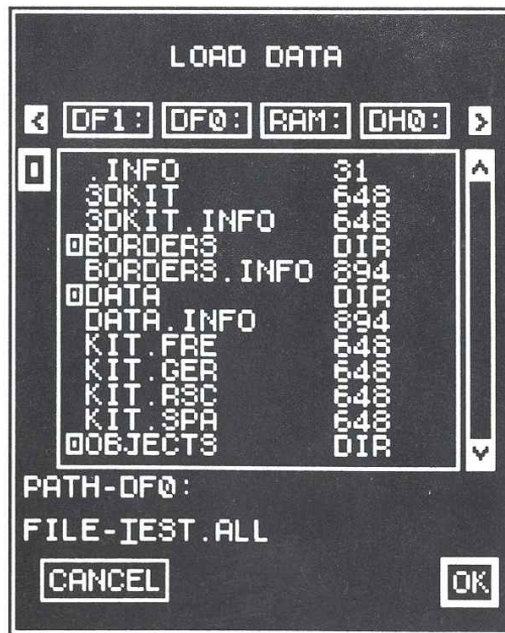 LOAD DATA
< DF1: DF0: RAM: DH0: >
.INFO 31
3DKIT 648
3DKIT.INFO 648
BORDERS DIR
BORDERS.INFO 894
DATA DIR
DATA.INFO 894
KIT.FRE 648
KIT.GER 648
KIT.RSC 648
KIT.SPA 648
OBJECTS DIR
PATH-DF0:
FILE-TEST.ALL
CANCEL OK